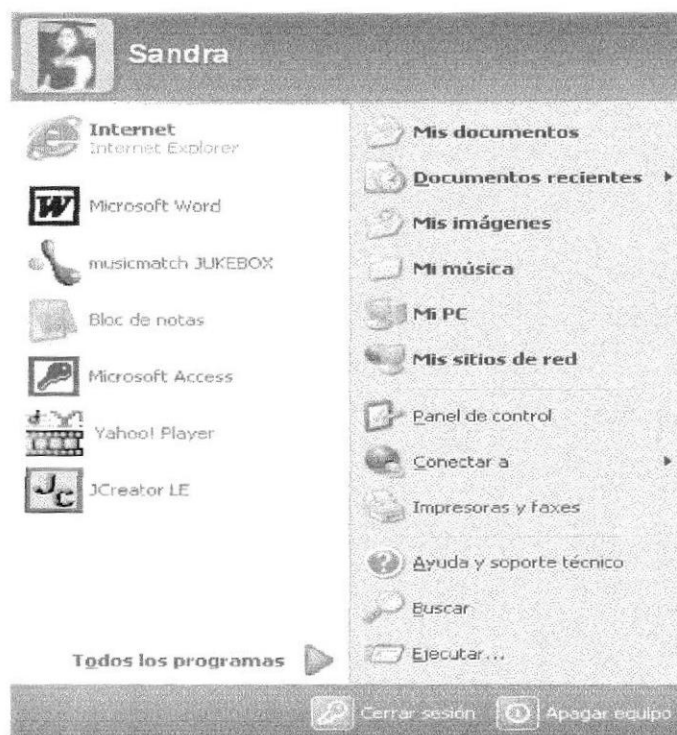 Sandra
Internet
Internet Explorer
Microsoft Word
musicmatch JUKEBOX
Bloc de notas
Microsoft Access
Yahoo! Player
JCreator LE
Todos los programas
Mis documentos
Documentos recientes
Mis imágenes
Mi música
Mi PC
Mis sitios de red
Panel de control
Conectar a
Impresoras y faxes
Ayuda y soporte técnico
Buscar
Ejecutar...
Cerrar sesión
Apagar equipo